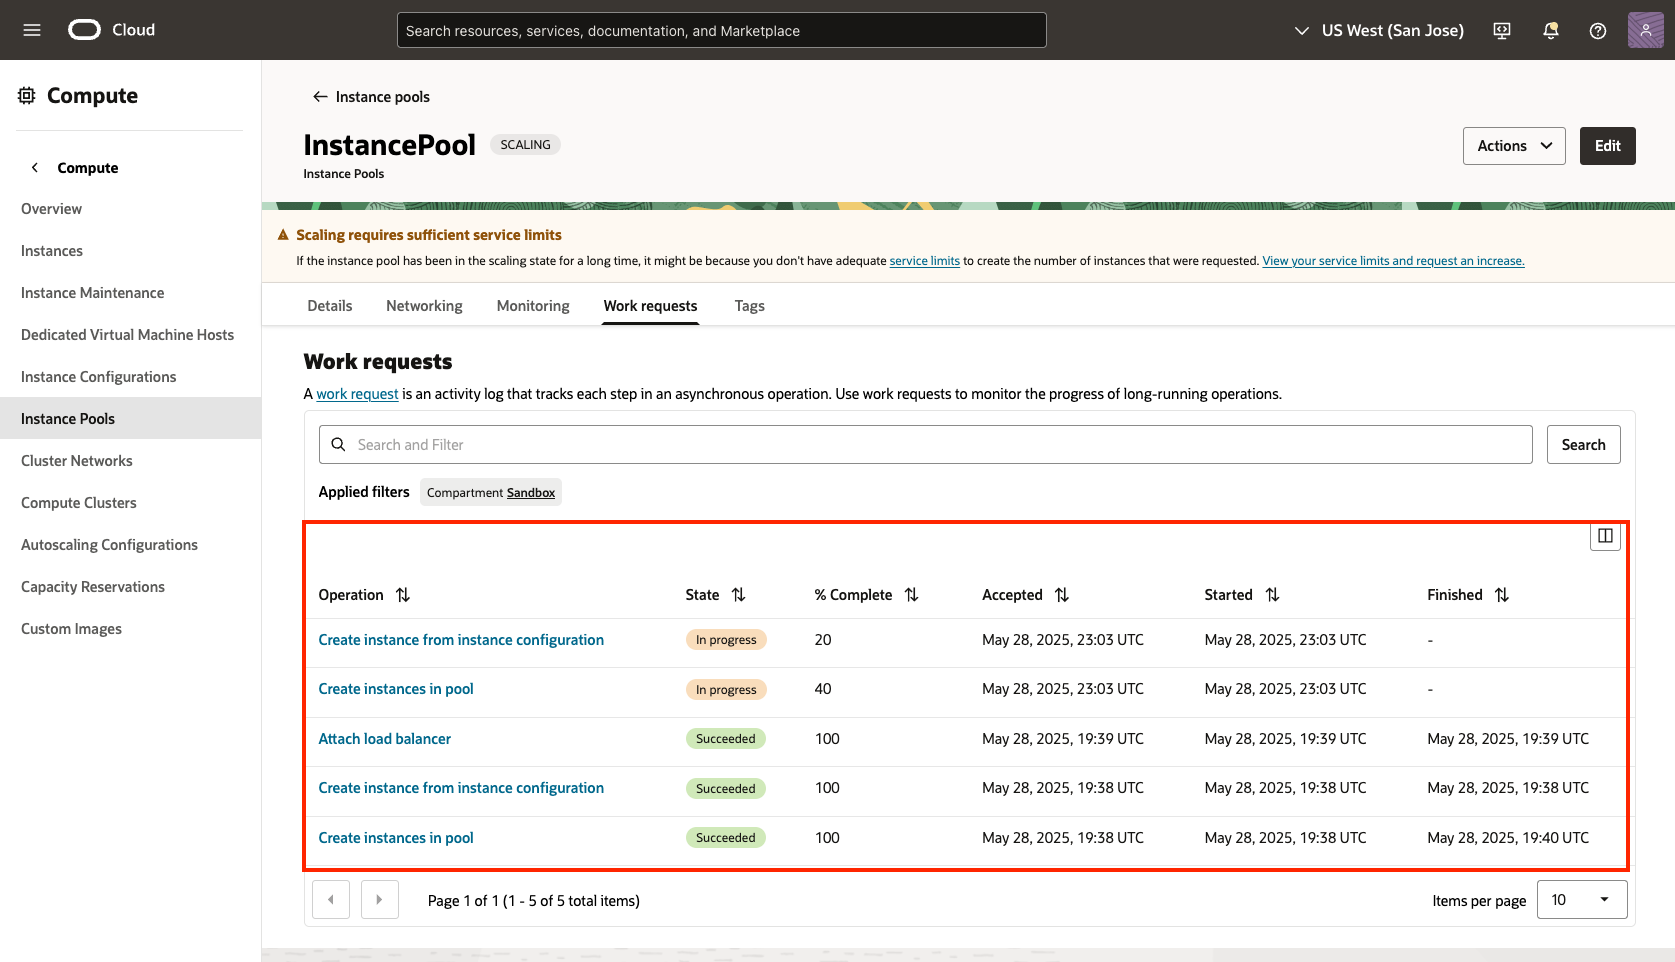 Cloud
Search resources, services, documentation, and Marketplace
US West (San Jose)
Compute
Compute
Overview
Instances
Instance Maintenance
Dedicated Virtual Machine Hosts
Instance Configurations
Instance Pools
Cluster Networks
Compute Clusters
Autoscaling Configurations
Capacity Reservations
Custom Images
Instance pools
InstancePool SCALING
Instance Pools
Actions Edit
Scaling requires sufficient service limits
If the instance pool has been in the scaling state for a long time, it might be because you don't have adequate service limits to create the number of instances that were requested. View your service limits and request an increase.
Details Networking Monitoring Work requests Tags
Work requests
A work request is an activity log that tracks each step in an asynchronous operation. Use work requests to monitor the progress of long-running operations.
Search and Filter Search
Applied filters Compartment Sandbox
Operation State % Complete Accepted Started Finished
Create instance from instance configuration In progress 20 May 28, 2025, 23:03 UTC May 28, 2025, 23:03 UTC -
Create instances in pool In progress 40 May 28, 2025, 23:03 UTC May 28, 2025, 23:03 UTC -
Attach load balancer Succeeded 100 May 28, 2025, 19:39 UTC May 28, 2025, 19:39 UTC May 28, 2025, 19:39 UTC
Create instance from instance configuration Succeeded 100 May 28, 2025, 19:38 UTC May 28, 2025, 19:38 UTC May 28, 2025, 19:38 UTC
Create instances in pool Succeeded 100 May 28, 2025, 19:38 UTC May 28, 2025, 19:38 UTC May 28, 2025, 19:40 UTC
Page 1 of 1 (1 - 5 of 5 total items) Items per page 10